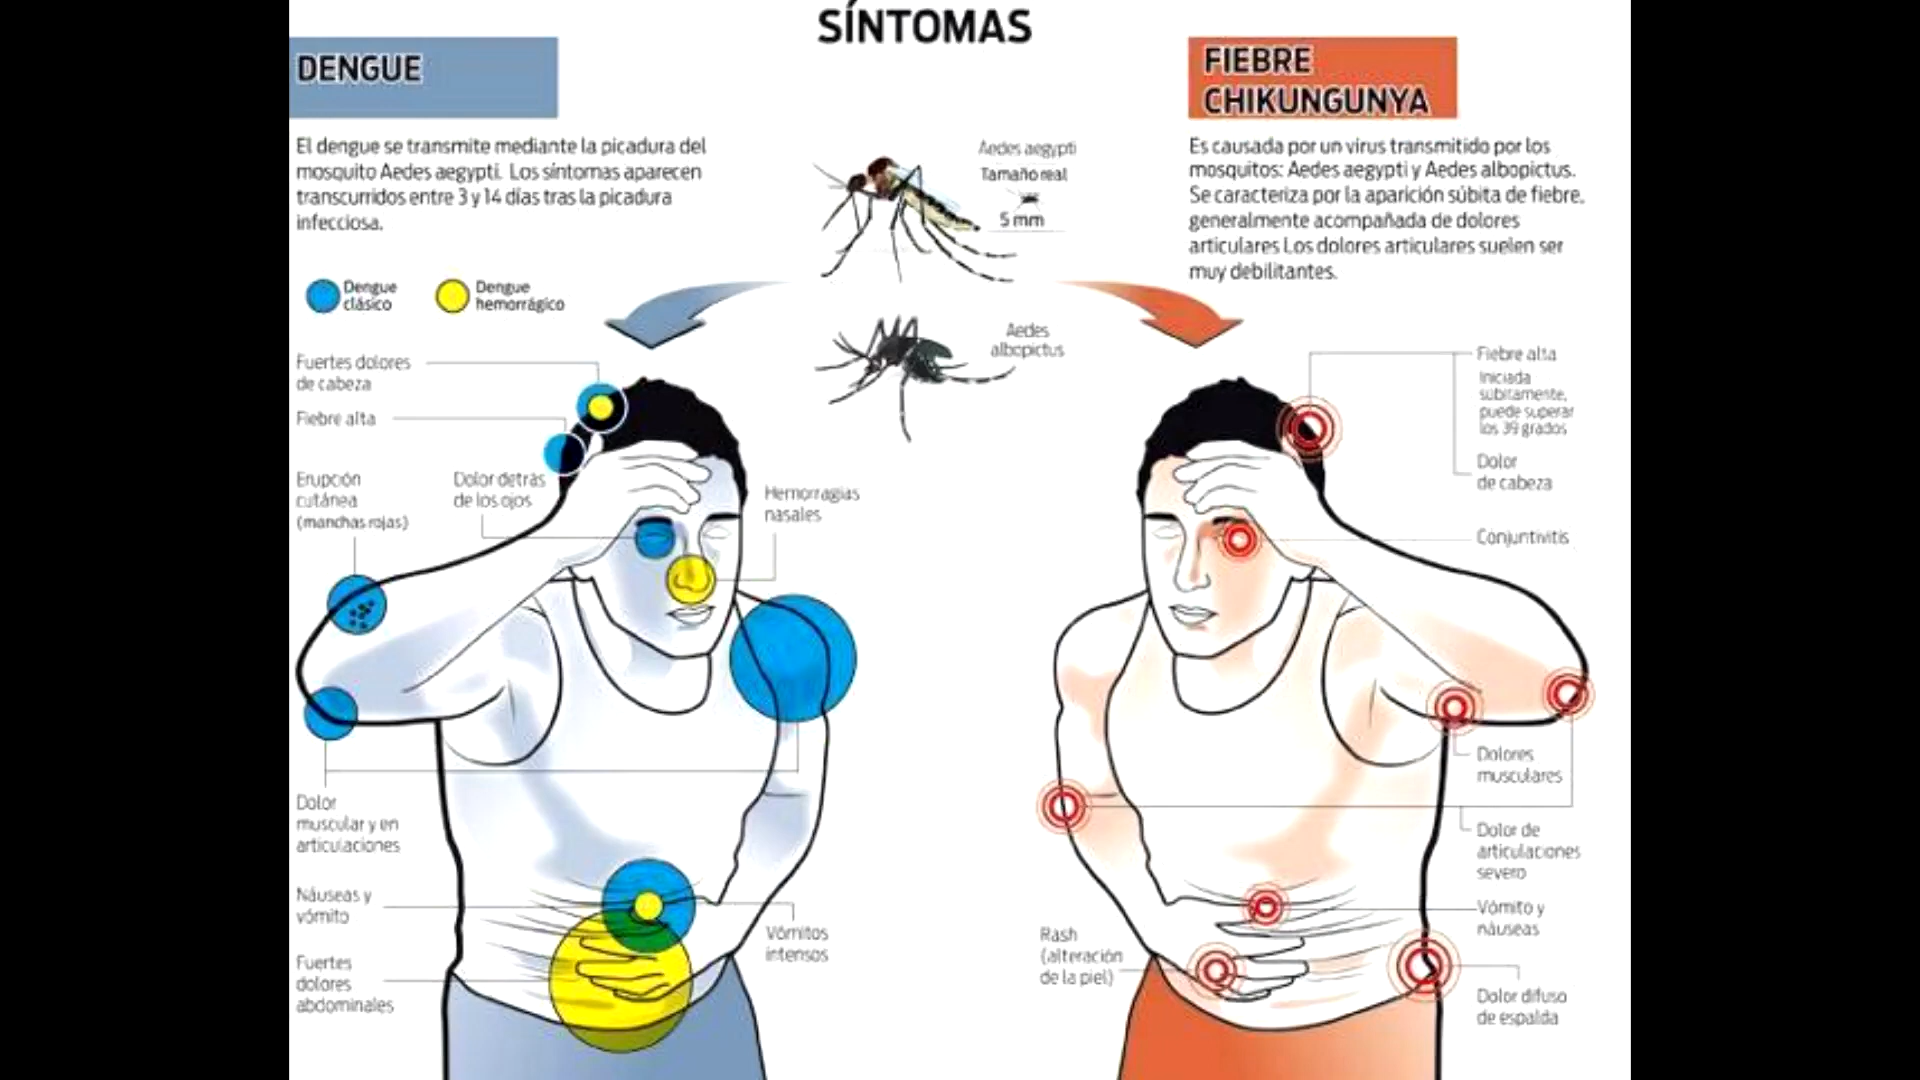 SÍNTOMAS
DENGUE
El dengue se transmite mediante la picadura del
mosquito Aedes aegypti. Los síntomas aparecen
transcurridos entre 3 y 14 días tras la picadura
infecciosa.
Dengue
clásico
Dengue
hemorrágico
Fuertes dolores
de cabeza
Fiebre alta
Erupción
cutánea
(manchas rojas)
Dolor detrás
de los ojos
Hemorragias
nasales
Dolor
muscular y en
articulaciones
Náuseas y
vómito
Fuertes
dolores
abdominales
Vómitos
intensos
Aedes aegypti
Tamaño real
5 mm
Aedes
albopictus
FIEBRE
CHIKUNGUNYA
Es causada por un virus transmitido por los
mosquitos: Aedes aegypti y Aedes albopictus.
Se caracteriza por la aparición súbita de fiebre,
generalmente acompañada de dolores
articulares Los dolores articulares suelen ser
muy debilitantes.
Fiebre alta
Iniciada
súbitamente,
puede superar
los 39 grados
Dolor
de cabeza
Conjuntivitis
Dolores
musculares
Dolor de
articulaciones
severo
Vómito y
náuseas
Rash
(alteración
de la piel)
Dolor difuso
de espalda